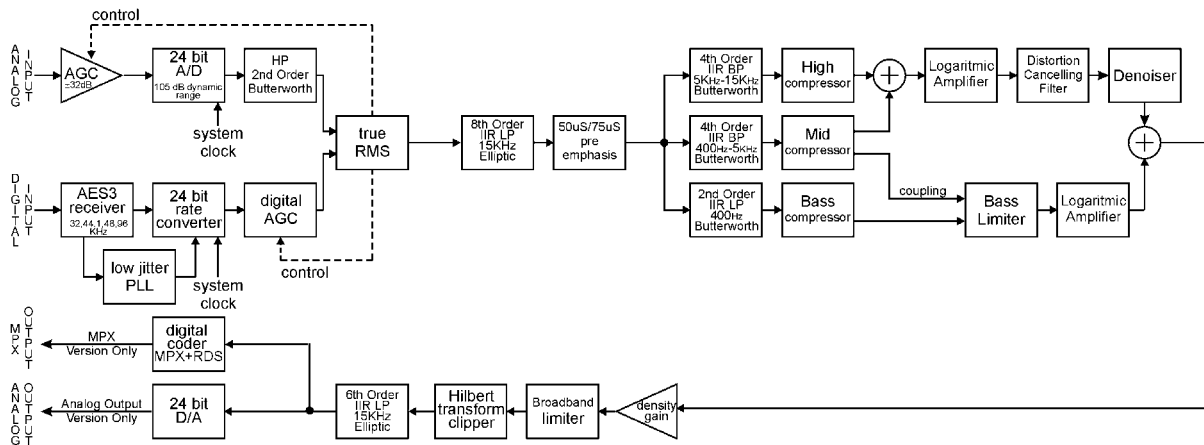 control
ANALOG
INPUT
AGC
±32dB
24 bit
A/D
105 dB dynamic
range
HP
2nd Order
Butterworth
system
clock
true
RMS
8th Order
IIR LP
15KHz
Elliptic
50uS/75uS
pre
emphasis
4th Order
IIR BP
5KHz-15KHz
Butterworth
High
compressor
Logaritmic
Amplifier
Distortion
Cancelling
Filter
Denoiser
4th Order
IIR BP
400Hz-5KHz
Butterworth
Mid
compressor
coupling
2nd Order
IIR LP
400Hz
Butterworth
Bass
compressor
Bass
Limiter
Logaritmic
Amplifier
DIGITAL
INPUT
AES3
receiver
32,44,1,48,96
KHz
24 bit
rate
converter
digital
AGC
control
low jitter
PLL
system
clock
MPX
OUTPUT
MPX
Version Only
digital
coder
MPX+RDS
ANALOG
OUTPUT
Analog Output
Version Only
24 bit
D/A
6th Order
IIR LP
15KHz
Elliptic
Hilbert
transform
clipper
Broadband
limiter
density
gain